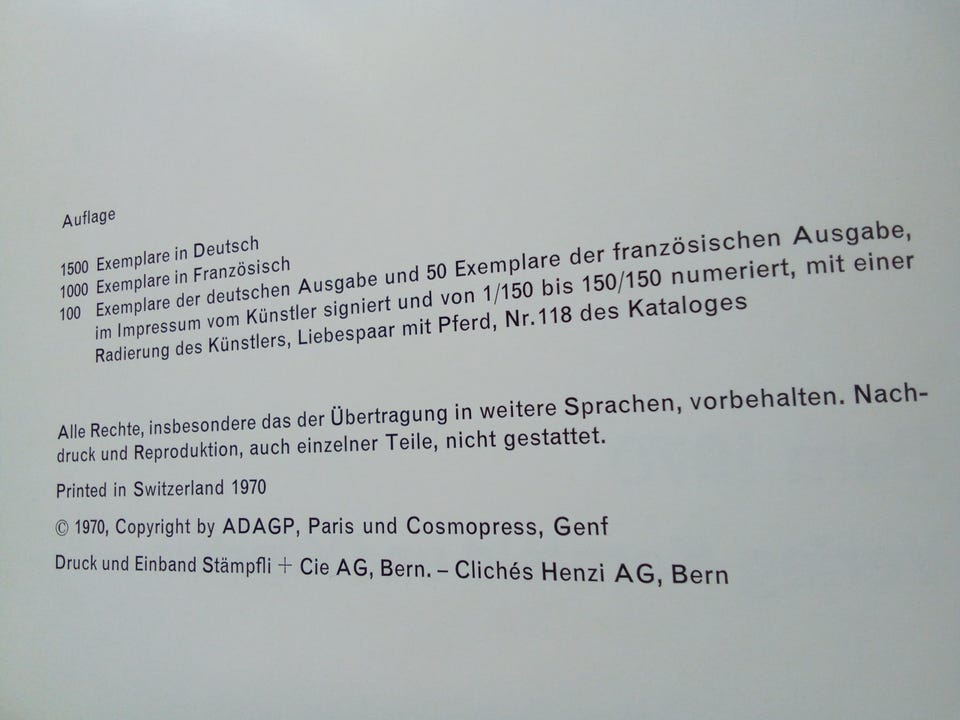 Auflage
1500 Exemplare in Deutsch
1000 Exemplare in Französisch
100 Exemplare der deutschen Ausgabe und 50 Exemplare der französischen Ausgabe,
im Impressum vom Künstler signiert und von 1/150 bis 150/150 numeriert, mit einer
Radierung des Künstlers, Liebespaar mit Pferd, Nr. 118 des Kataloges
Alle Rechte, insbesondere das der Übertragung in weitere Sprachen, vorbehalten. Nach-
druck und Reproduktion, auch einzelner Teile, nicht gestattet.
Printed in Switzerland 1970
© 1970, Copyright by ADAGP, Paris und Cosmopress, Genf
Druck und Einband Stämpfli + Cie AG, Bern. – Clichés Henzi AG, Bern